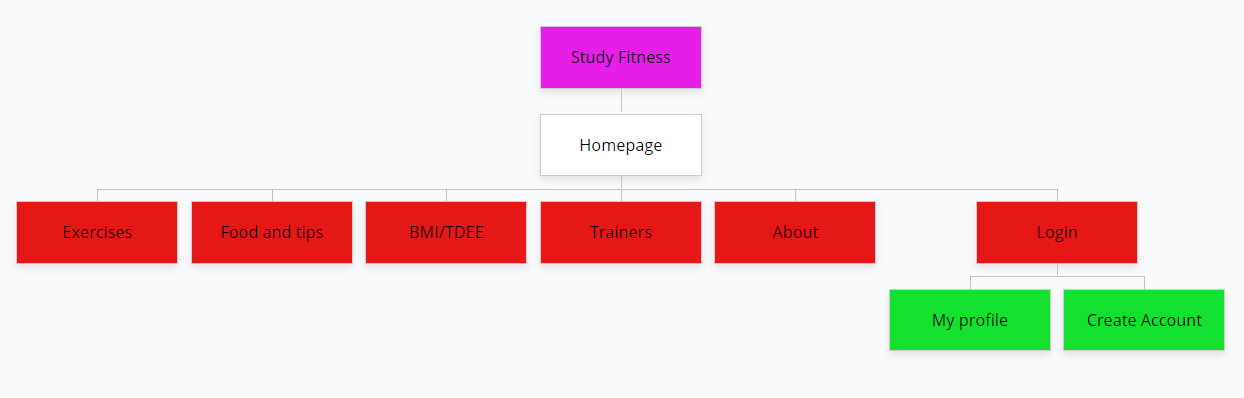 Study Fitness
Homepage
Exercises
Food and tips
BMI/TDEE
Trainers
About
Login
My profile
Create Account